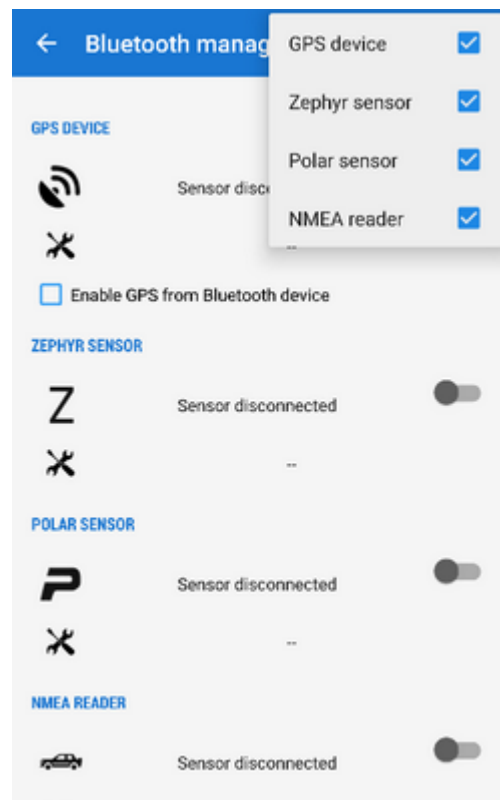 Bluetooth manag
GPS device
Zephyr sensor
Polar sensor
NMEA reader
GPS DEVICE
Sensor disc
--
Enable GPS from Bluetooth device
ZEPHYR SENSOR
Z
Sensor disconnected
--
POLAR SENSOR
Sensor disconnected
--
NMEA READER
Sensor disconnected